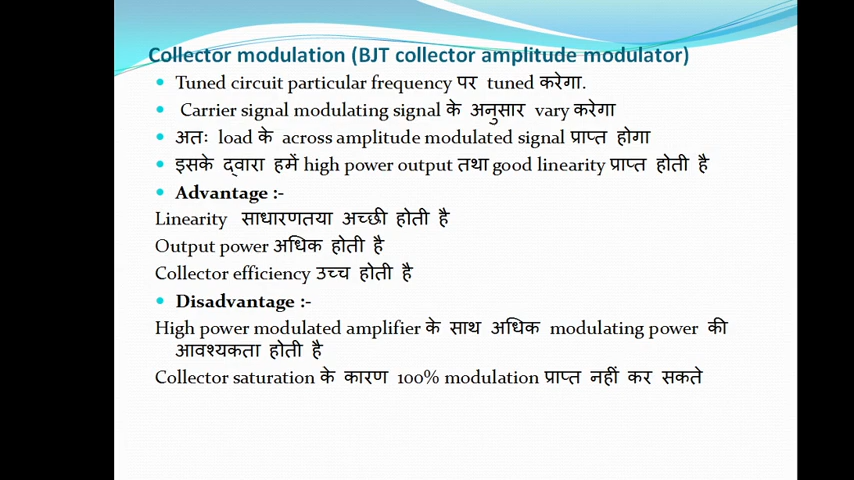 Collector modulation (BJT collector amplitude modulator)
Tuned circuit particular frequency पर tuned करेगा.
Carrier signal modulating signal के अनुसार vary करेगा
अतः load के across amplitude modulated signal प्राप्त होगा
इसके द्वारा हमें high power output तथा good linearity प्राप्त होती है
Advantage :-
Linearity साधारणतया अच्छी होती है
Output power अधिक होती है
Collector efficiency उच्च होती है
Disadvantage :-
High power modulated amplifier के साथ अधिक modulating power की
आवश्यकता होती है
Collector saturation के कारण 100% modulation प्राप्त नहीं कर सकते